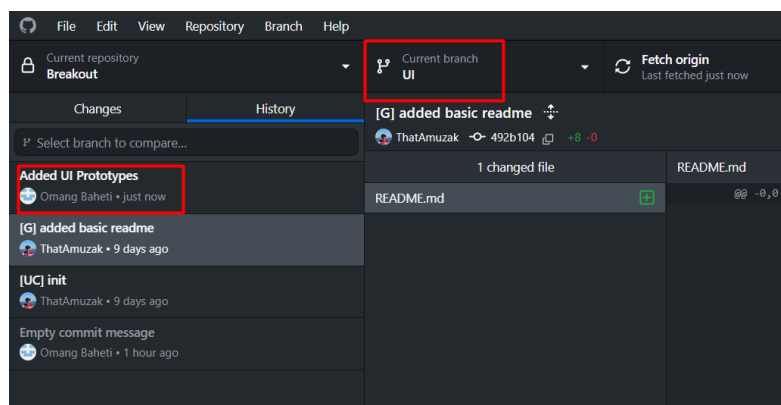 File Edit View Repository Branch Help
Current repository
Breakout
Current branch
UI
Fetch origin
Last fetched just now
Changes History
Select branch to compare...
Added UI Prototypes
Omang Baheti • just now
[G] added basic readme
ThatAmuzak • 9 days ago
[UC] init
ThatAmuzak • 9 days ago
Empty commit message
Omang Baheti • 1 hour ago
[G] added basic readme
ThatAmuzak 492b104 +8 -0
1 changed file
README.md
README.md
@@ -0,0